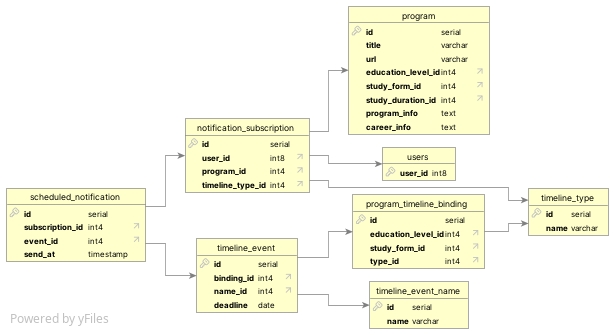 program
id serial
title varchar
url varchar
education_level_id int4
study_form_id int4
study_duration_id int4
program_info text
career_info text
notification_subscription
id serial
user_id int8
program_id int4
timeline_type_id int4
users
user_id int8
scheduled_notification
id serial
subscription_id int4
event_id int4
send_at timestamp
program_timeline_binding
id serial
education_level_id int4
study_form_id int4
type_id int4
timeline_type
id serial
name varchar
timeline_event
id serial
binding_id int4
name_id int4
deadline date
timeline_event_name
id serial
name varchar
Powered by yFiles